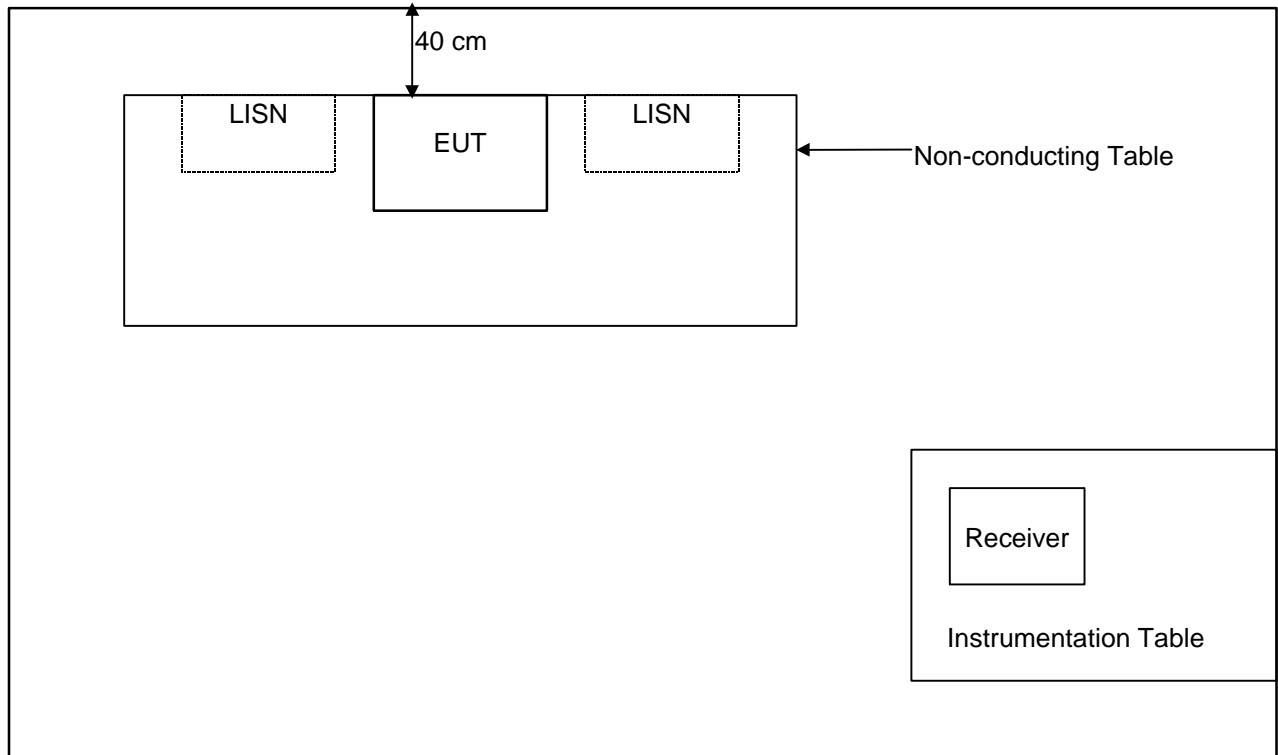 40 cm
LISN
EUT
LISN
Non-conducting Table
Receiver
Instrumentation Table